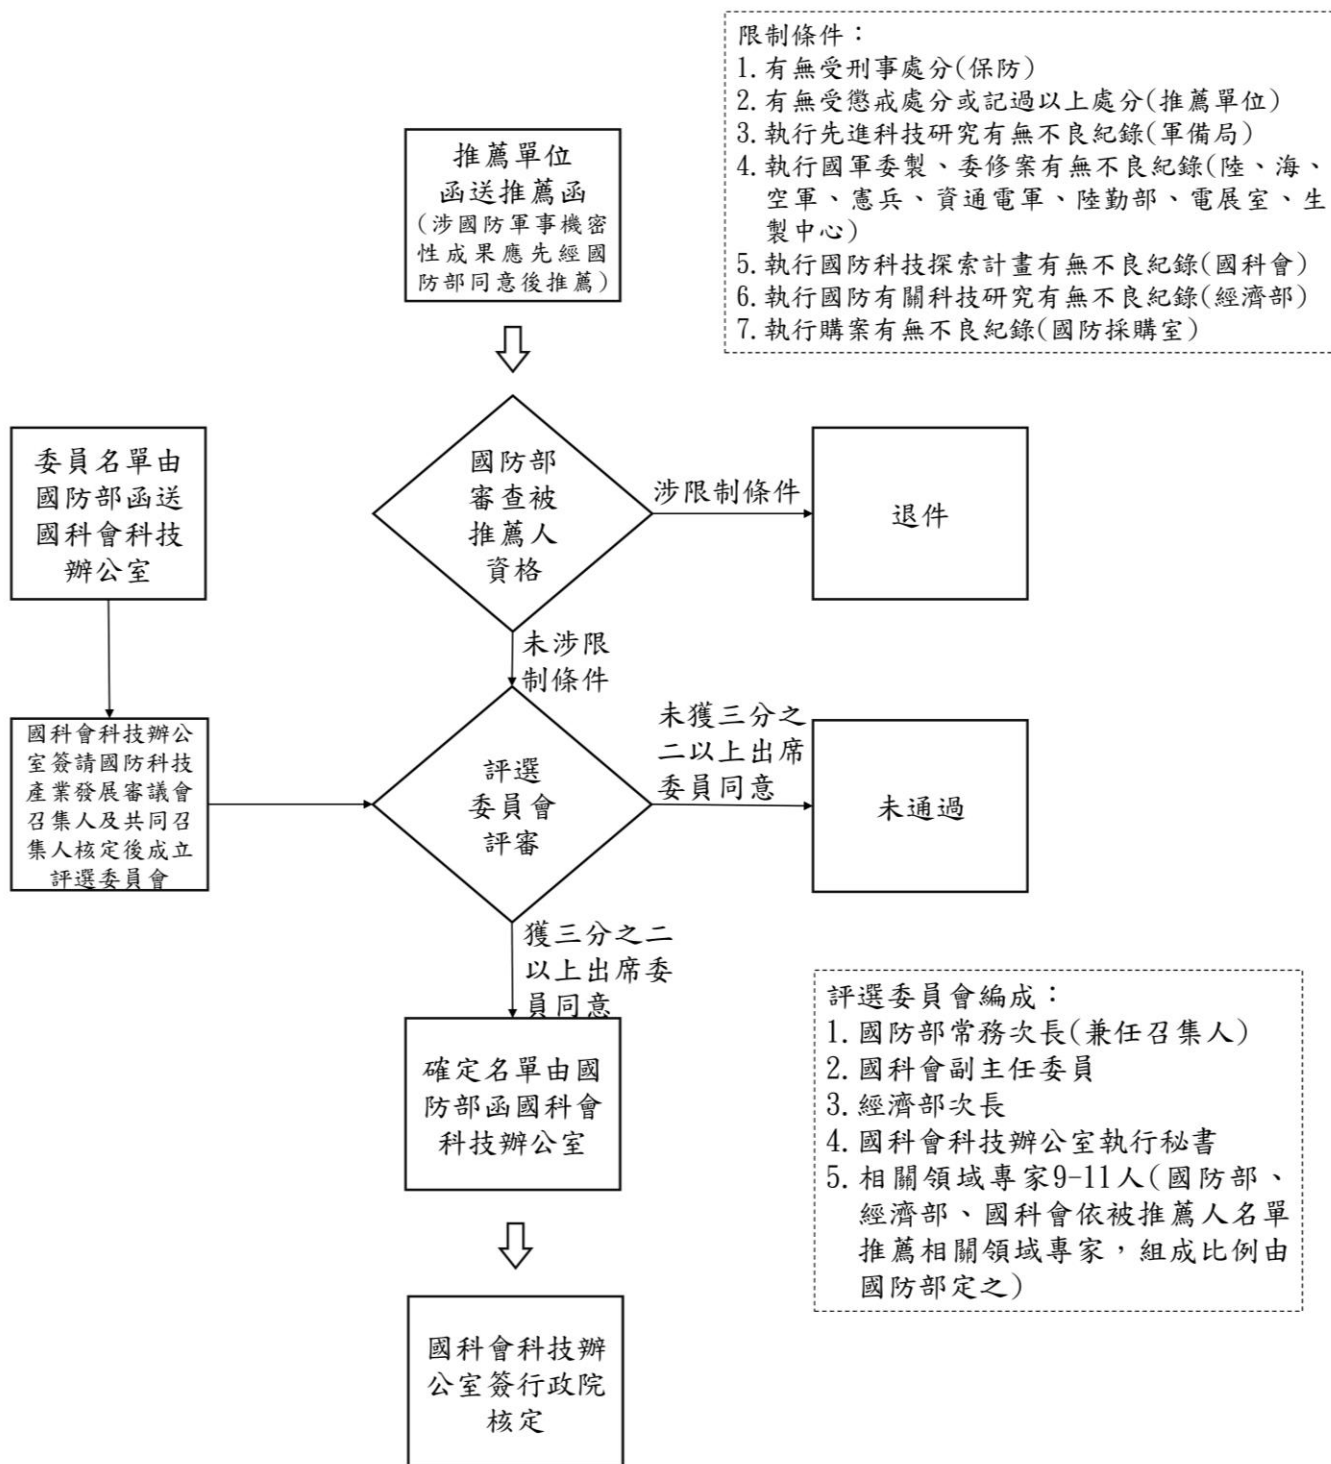 限制條件：
1.有無受刑事處分(保防)
2.有無受懲戒處分或記過以上處分(推薦單位)
3.執行先進科技研究有無不良紀錄(軍備局)
4.執行國軍委製、委修案有無不良紀錄(陸、海、
空軍、憲兵、資通電軍、陸勤部、電展室、生
製中心)
5.執行國防科技探索計畫有無不良紀錄(國科會)
6.執行國防有關科技研究有無不良紀錄(經濟部)
7.執行購案有無不良紀錄(國防採購室)
推薦單位
函送推薦函
(涉國防軍事機密
性成果應先經國
防部同意後推薦)
委員名單由
國防部函送
國科會科技
辦公室
國防部
審查被
推薦人
資格
涉限制條件
退件
未涉限
制條件
國科會科技辦公
室簽請國防科技
產業發展審議會
召集人及共同召
集人核定後成立
評選委員會
評選
委員會
評審
未獲三分之
二以上出席
委員同意
未通過
獲三分之二
以上出席委
員同意
確定名單由國
防部函國科會
科技辦公室
國科會科技辦
公室簽行政院
核定
評選委員會編成：
1.國防部常務次長(兼任召集人)
2.國科會副主任委員
3.經濟部次長
4.國科會科技辦公室執行秘書
5.相關領域專家9-11人(國防部、
經濟部、國科會依被推薦人名單
推薦相關領域專家，組成比例由
國防部定之)